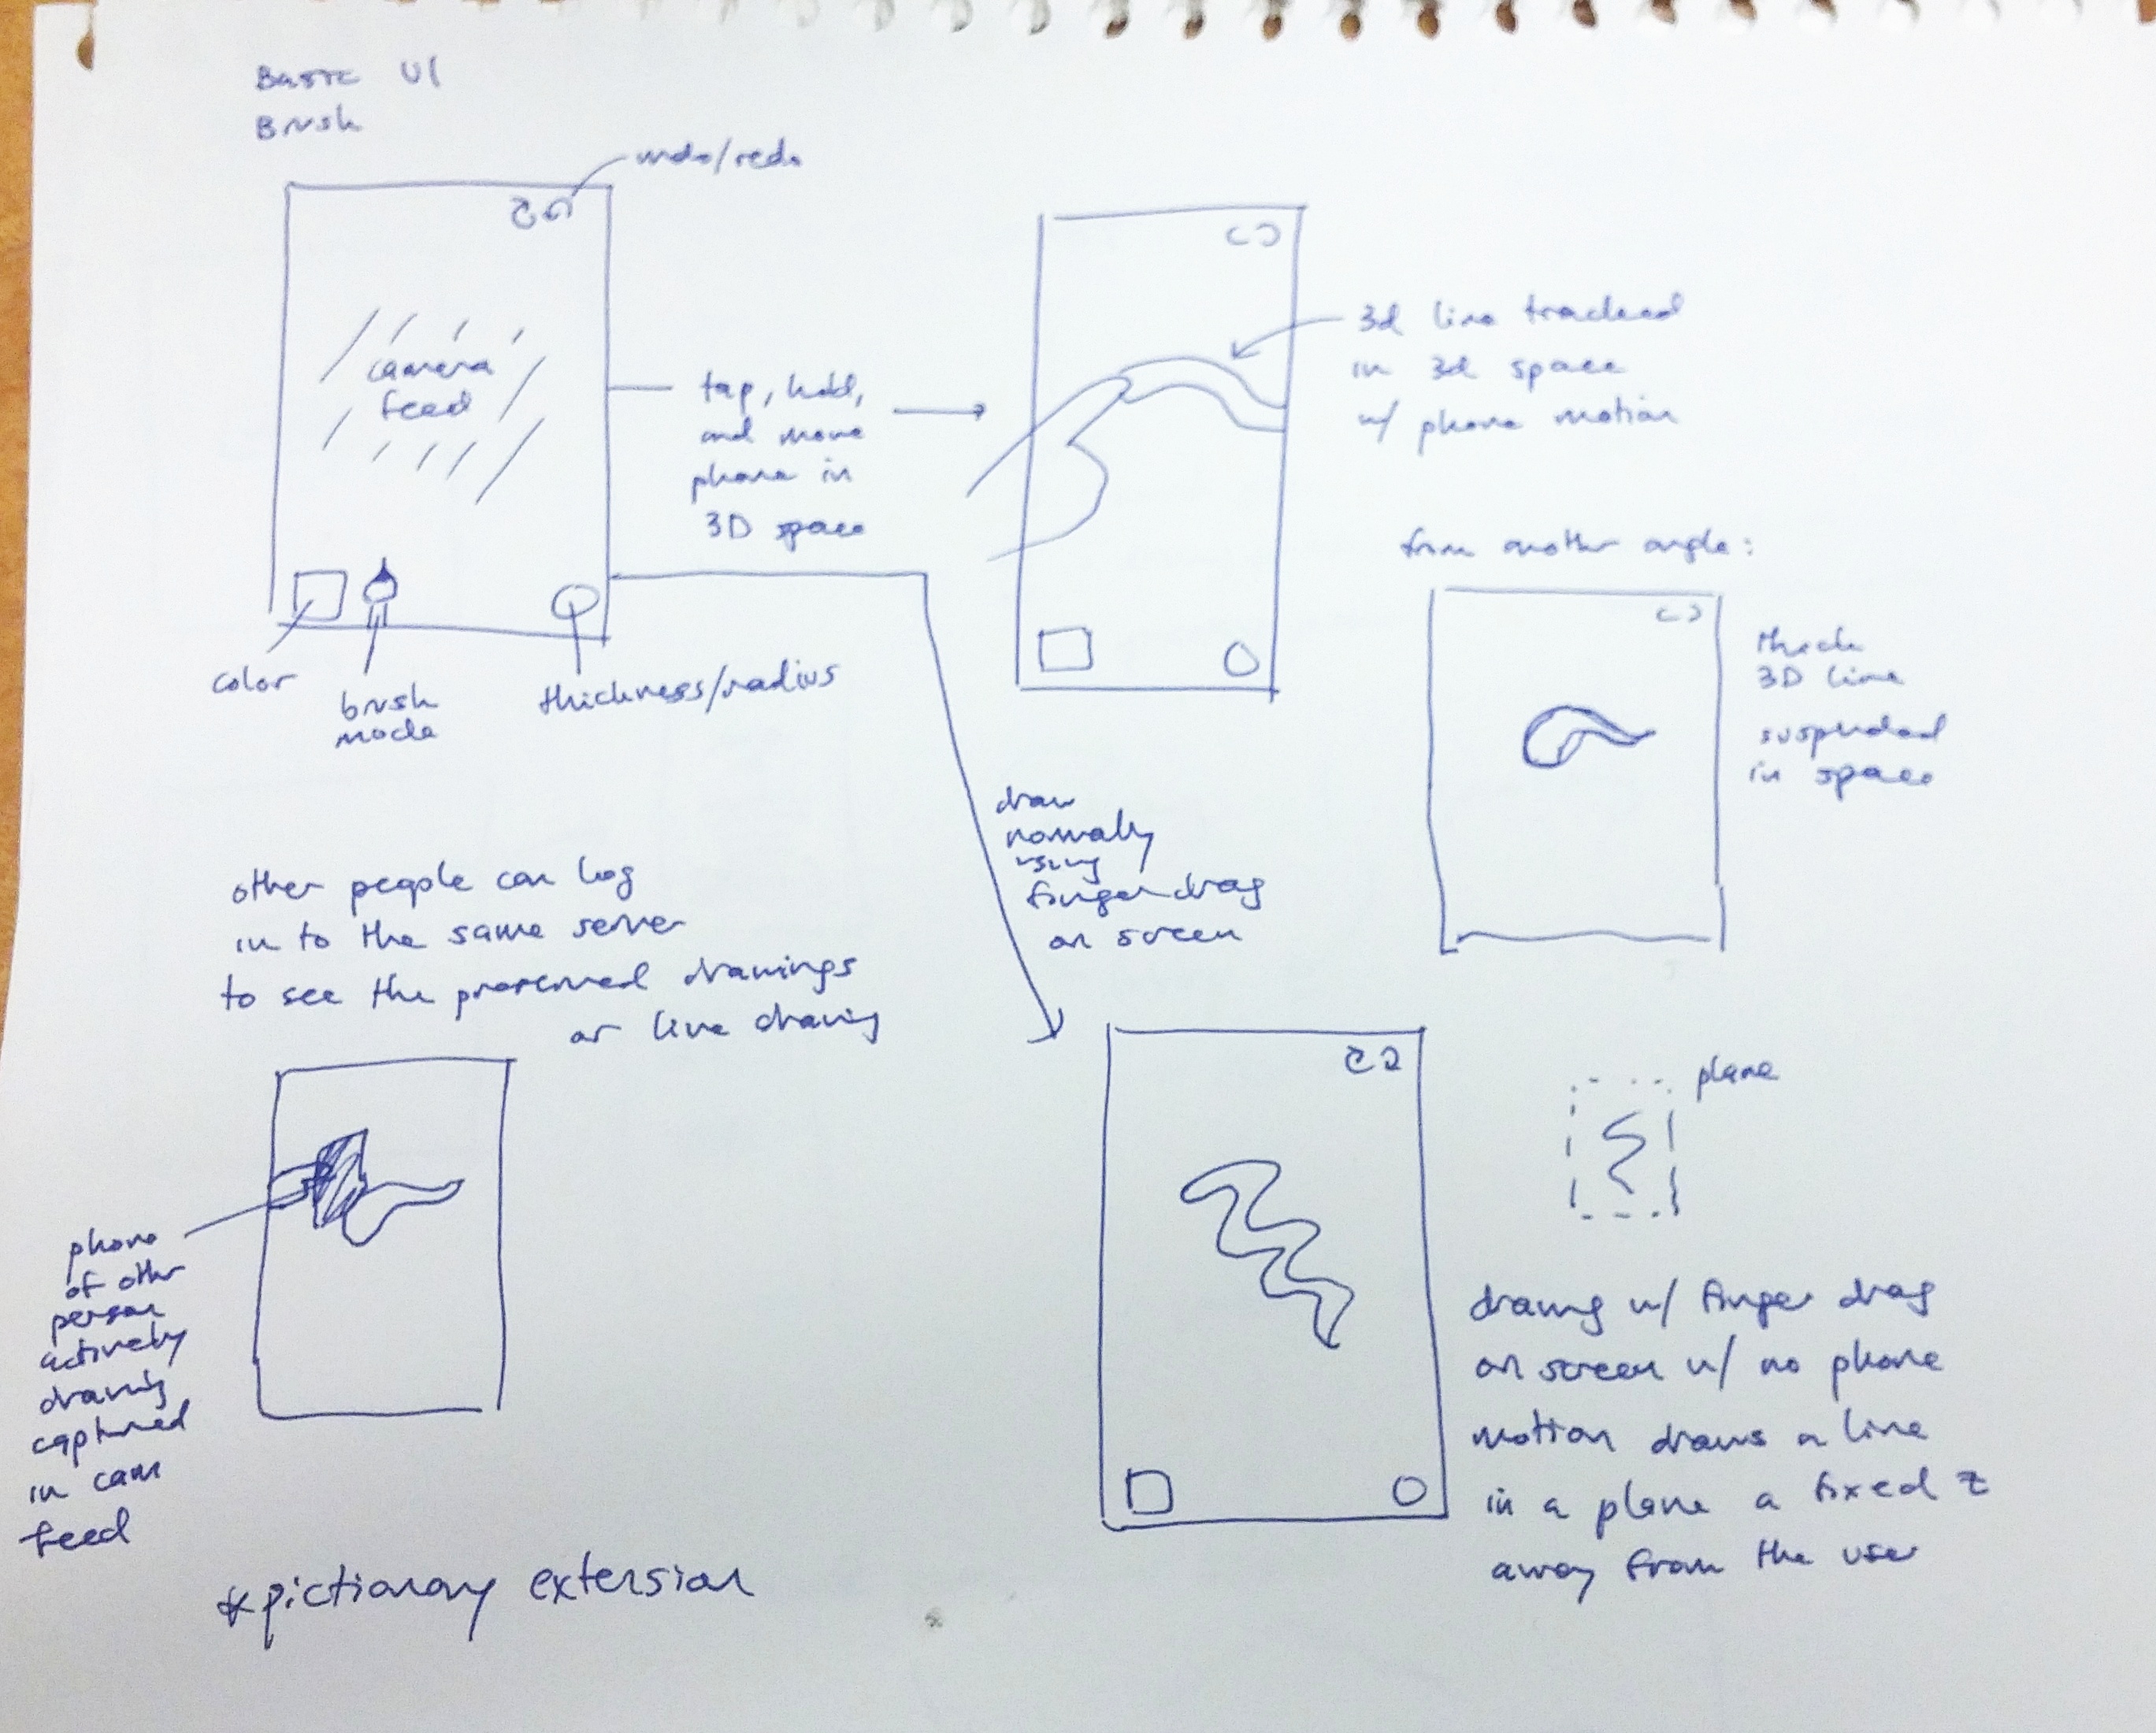 Basic UI
Brush
undo/redo
camera
feed
color
brush
mode
thickness/radius
tap, hold,
and move
phone in
3D space
3d line tracked
in 3d space
w/ phone motion
from another angle:
thick
3D line
suspended
in space
draw
normally
using
finger drag
on screen
other people can log
in to the same server
to see the preserved drawings
or live drawing
phone
of other
person
actively
drawing
captured
in cam
feed
plane
drawing w/ finger drag
on screen w/ no phone
motion draws a line
in a plane a fixed z
away from the user
*pictionary extension